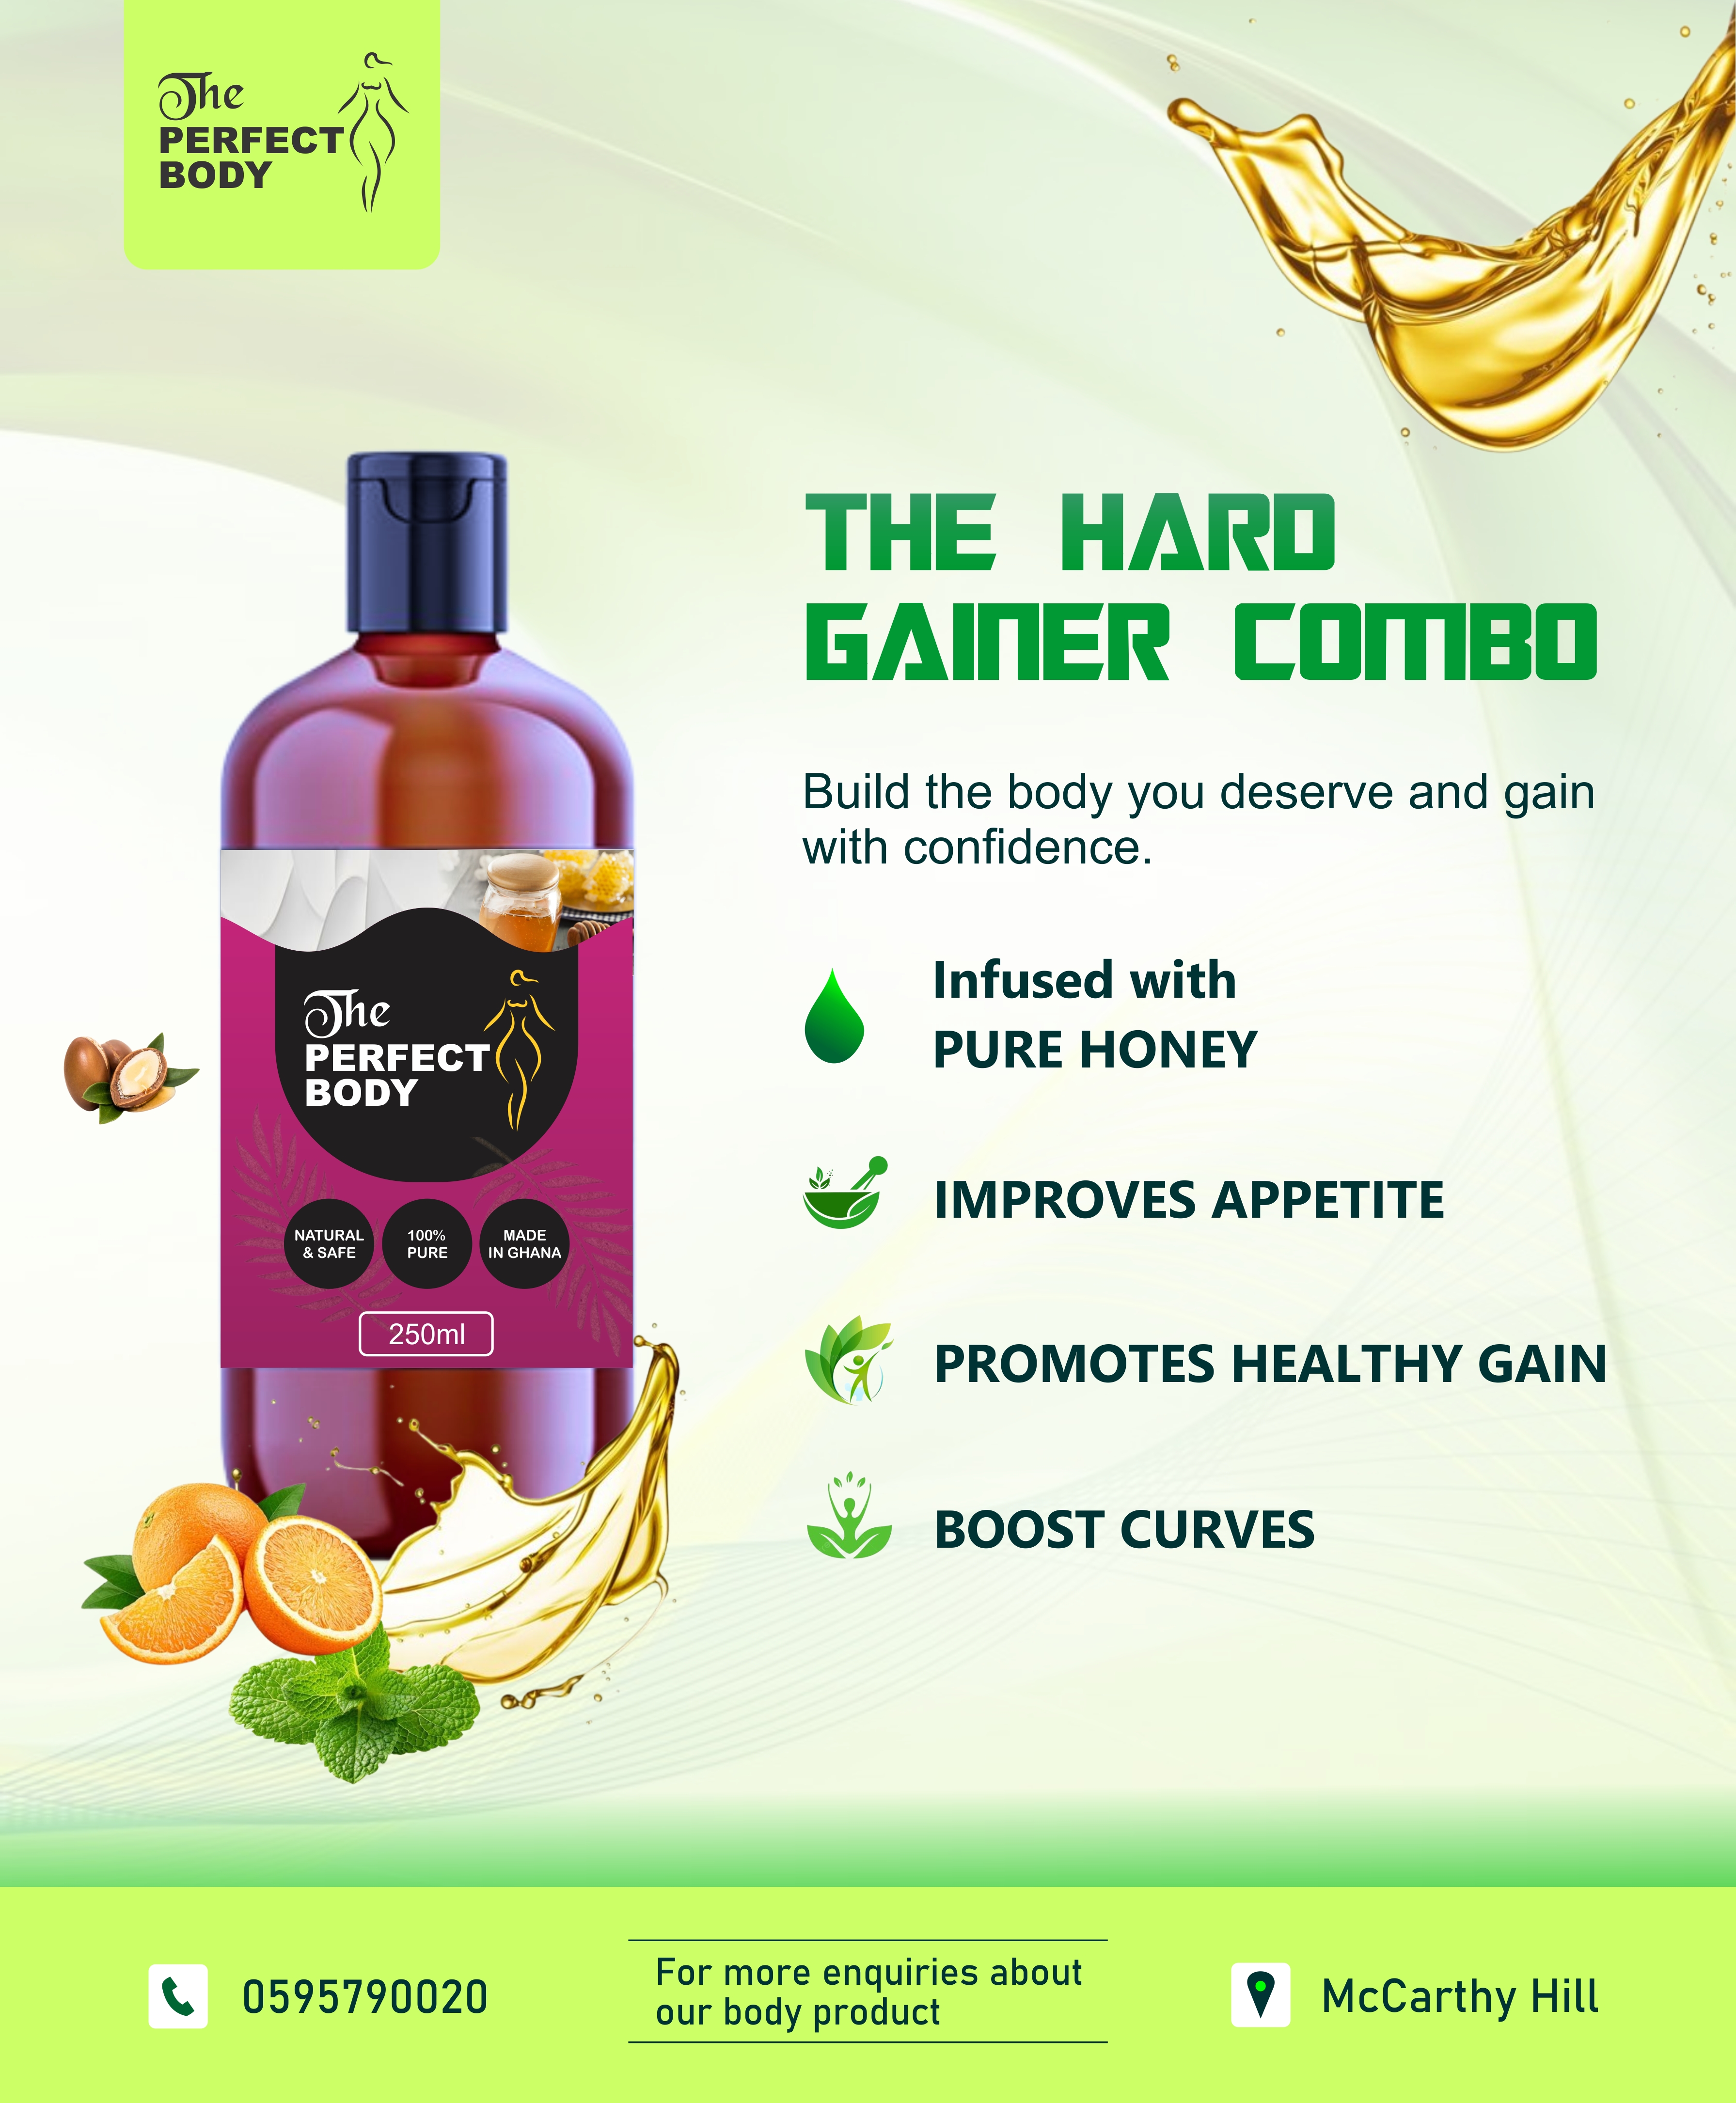 The
PERFECT
BODY
THE HARD
GAINER COMBO
Build the body you deserve and gain
with confidence.
Infused with
PURE HONEY
IMPROVES APPETITE
PROMOTES HEALTHY GAIN
BOOST CURVES
The
PERFECT
BODY
NATURAL
& SAFE
100%
PURE
MADE
IN GHANA
250ml
0595790020
For more enquiries about
our body product
McCarthy Hill